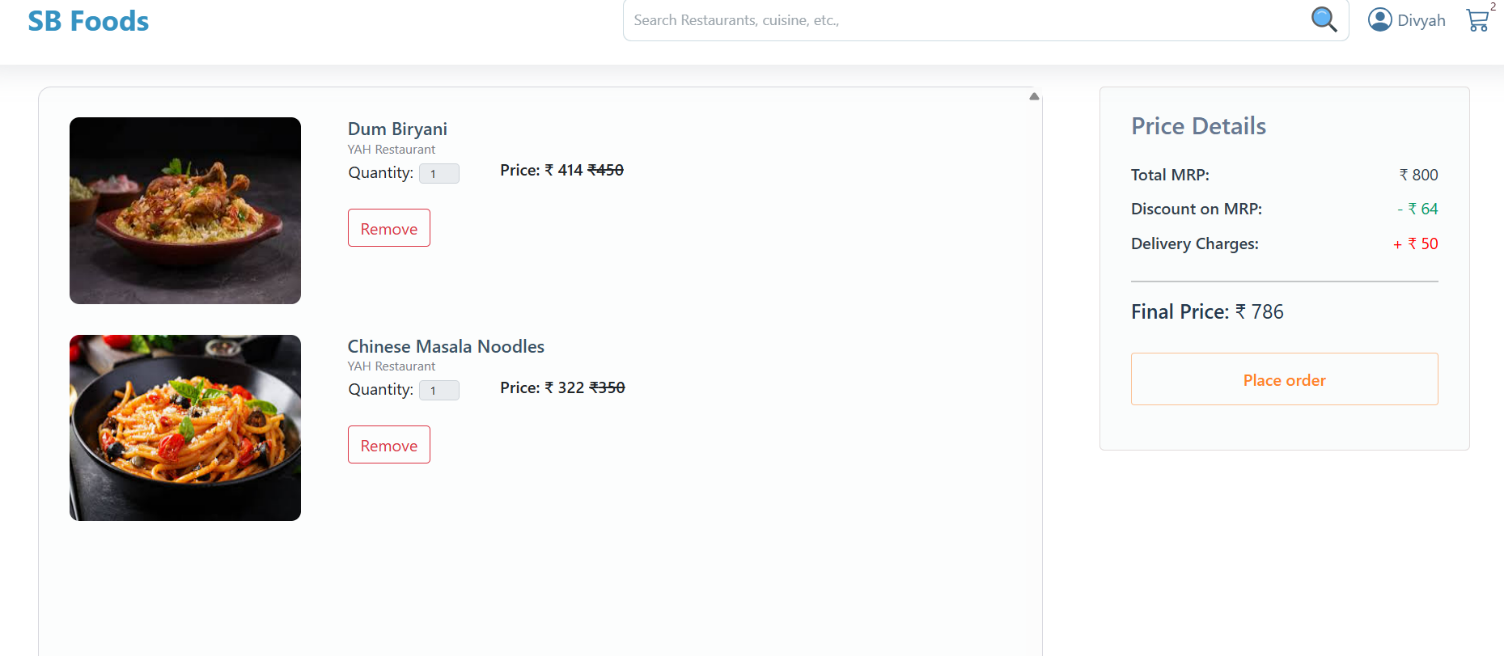 SB Foods
Search Restaurants, cuisine, etc.,
Divyah
2
Dum Biryani
YAH Restaurant
Quantity: 1
Price: ₹ 414 ₹450
Remove
Chinese Masala Noodles
YAH Restaurant
Quantity: 1
Price: ₹ 322 ₹350
Remove
Price Details
Total MRP: ₹ 800
Discount on MRP: - ₹ 64
Delivery Charges: + ₹ 50
Final Price: ₹ 786
Place order